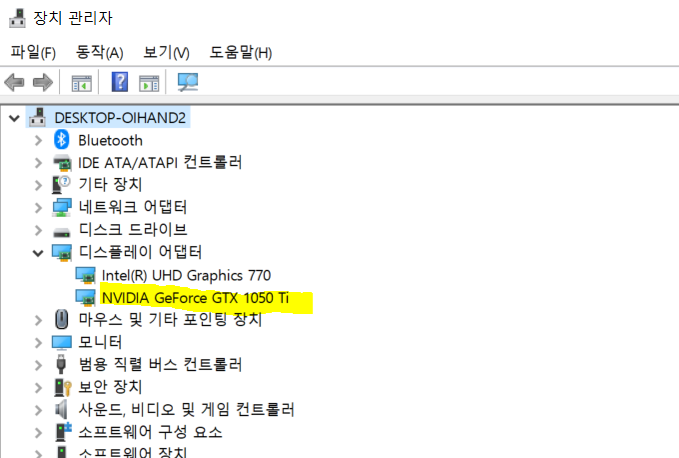 장치 관리자
파일(F) 동작(A) 보기(V) 도움말(H)
DESKTOP-OIHAND2
Bluetooth
IDE ATA/ATAPI 컨트롤러
기타 장치
네트워크 어댑터
디스크 드라이브
디스플레이 어댑터
Intel(R) UHD Graphics 770
NVIDIA GeForce GTX 1050 Ti
마우스 및 기타 포인팅 장치
모니터
범용 직렬 버스 컨트롤러
보안 장치
사운드, 비디오 및 게임 컨트롤러
소프트웨어 구성 요소
소프트웨어 장치